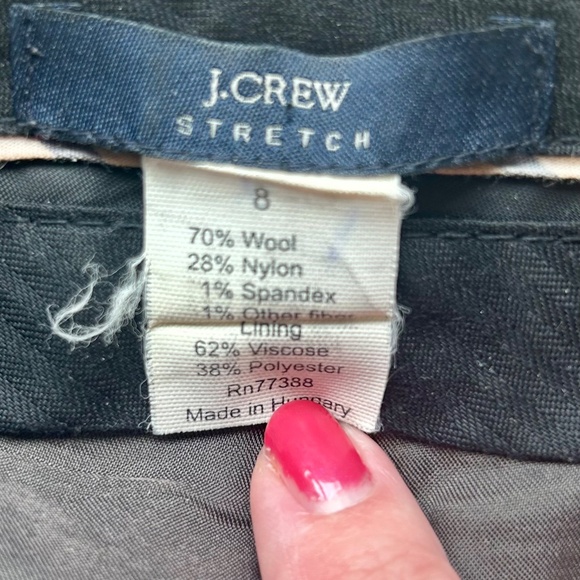 J.CREW
STRETCH
8
70% Wool
28% Nylon
1% Spandex
1% Other fiber
Lining
62% Viscose
38% Polyester
Rn77388
Made in Hungary